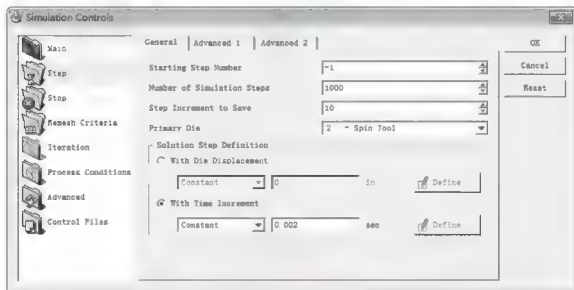 Simulation Controls
Main
Step
Stop
Remesh Criteria
Iteration
Process Conditions
Advanced
Control Files
General Advanced 1 Advanced 2
Starting Step Number -1
Number of Simulation Steps 1000
Step Increment to Save 10
Primary Die 2 - Spin Tool
Solution Step Definition
With Die Displacement
Constant 0 in Define
With Time Increment
Constant 0.002 sec Define
OK
Cancel
Reset